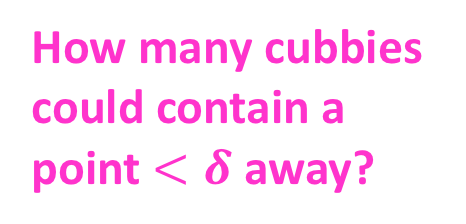 How many cubbies
could contain a
point < δ away?